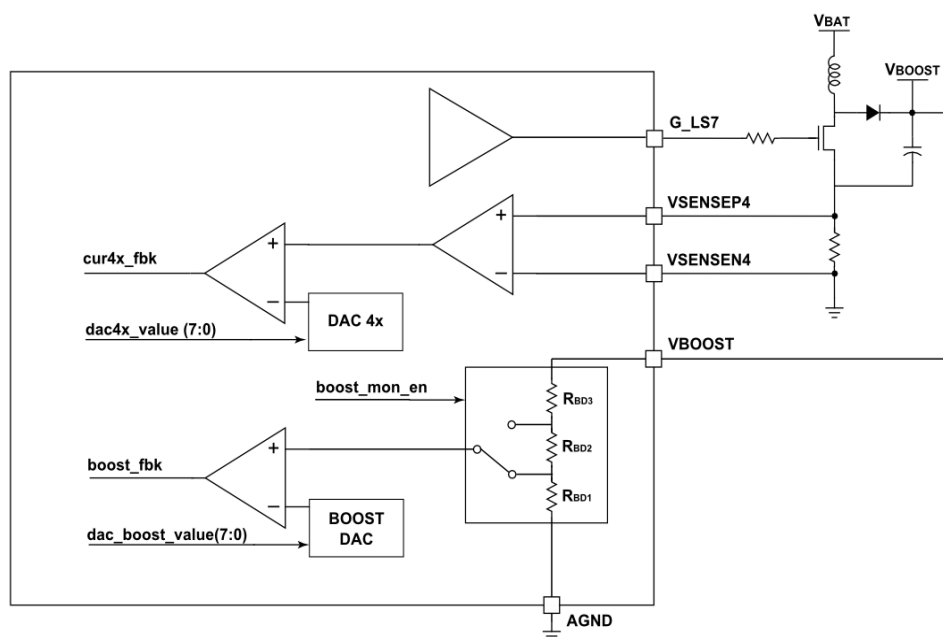 VBAT
VBOOST
G_LS7
VSENSEP4
+
+
cur4x_fbk
−
VSENSEN4
−
DAC 4x
dac4x_value (7:0)
VBOOST
boost_mon_en
RBD3
+
RBD2
boost_fbk
RBD1
−
BOOST
DAC
dac_boost_value(7:0)
AGND